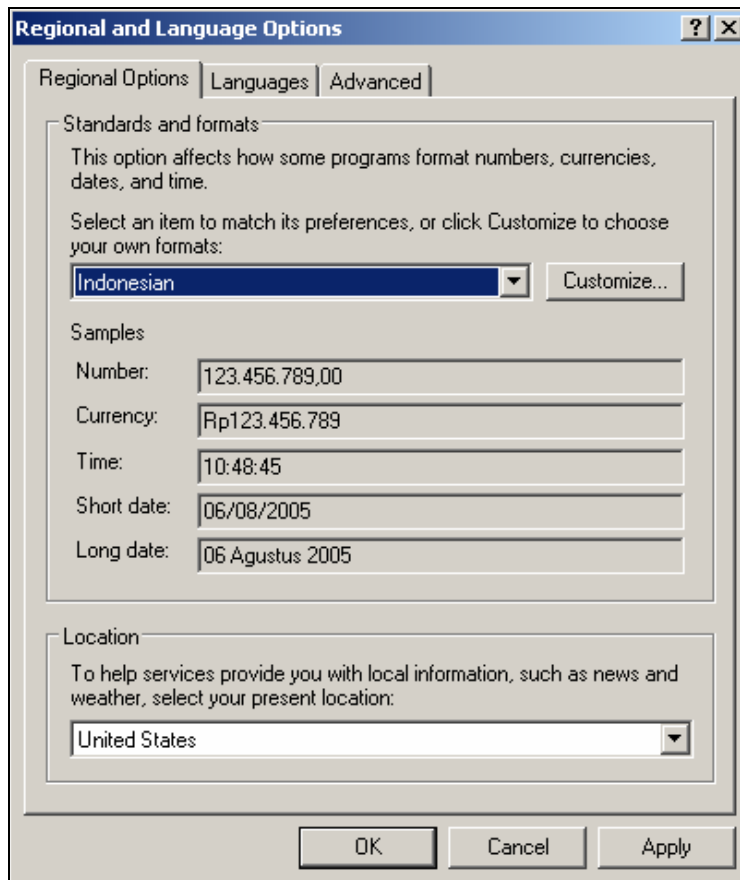 Regional and Language Options
Regional Options Languages Advanced
Standards and formats
This option affects how some programs format numbers, currencies,
dates, and time.
Select an item to match its preferences, or click Customize to choose
your own formats:
Indonesian Customize...
Samples
Number: 123.456.789,00
Currency: Rp123.456.789
Time: 10:48:45
Short date: 06/08/2005
Long date: 06 Agustus 2005
Location
To help services provide you with local information, such as news and
weather, select your present location:
United States
OK Cancel Apply